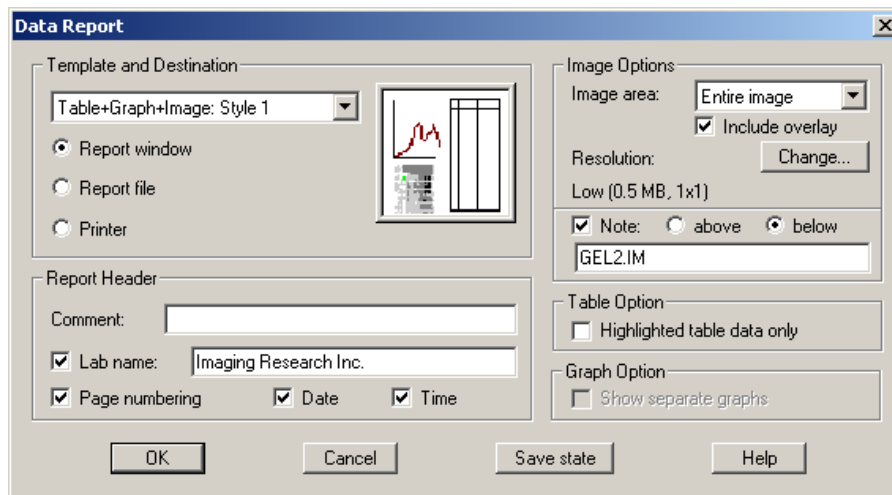 Data Report
Template and Destination
Table+Graph+Image: Style 1
Report window
Report file
Printer
Report Header
Comment:
Lab name: Imaging Research Inc.
Page numbering Date Time
Image Options
Image area: Entire image
Include overlay
Resolution: Change...
Low (0.5 MB, 1x1)
Note: above below
GEL2.IM
Table Option
Highlighted table data only
Graph Option
Show separate graphs
OK Cancel Save state Help